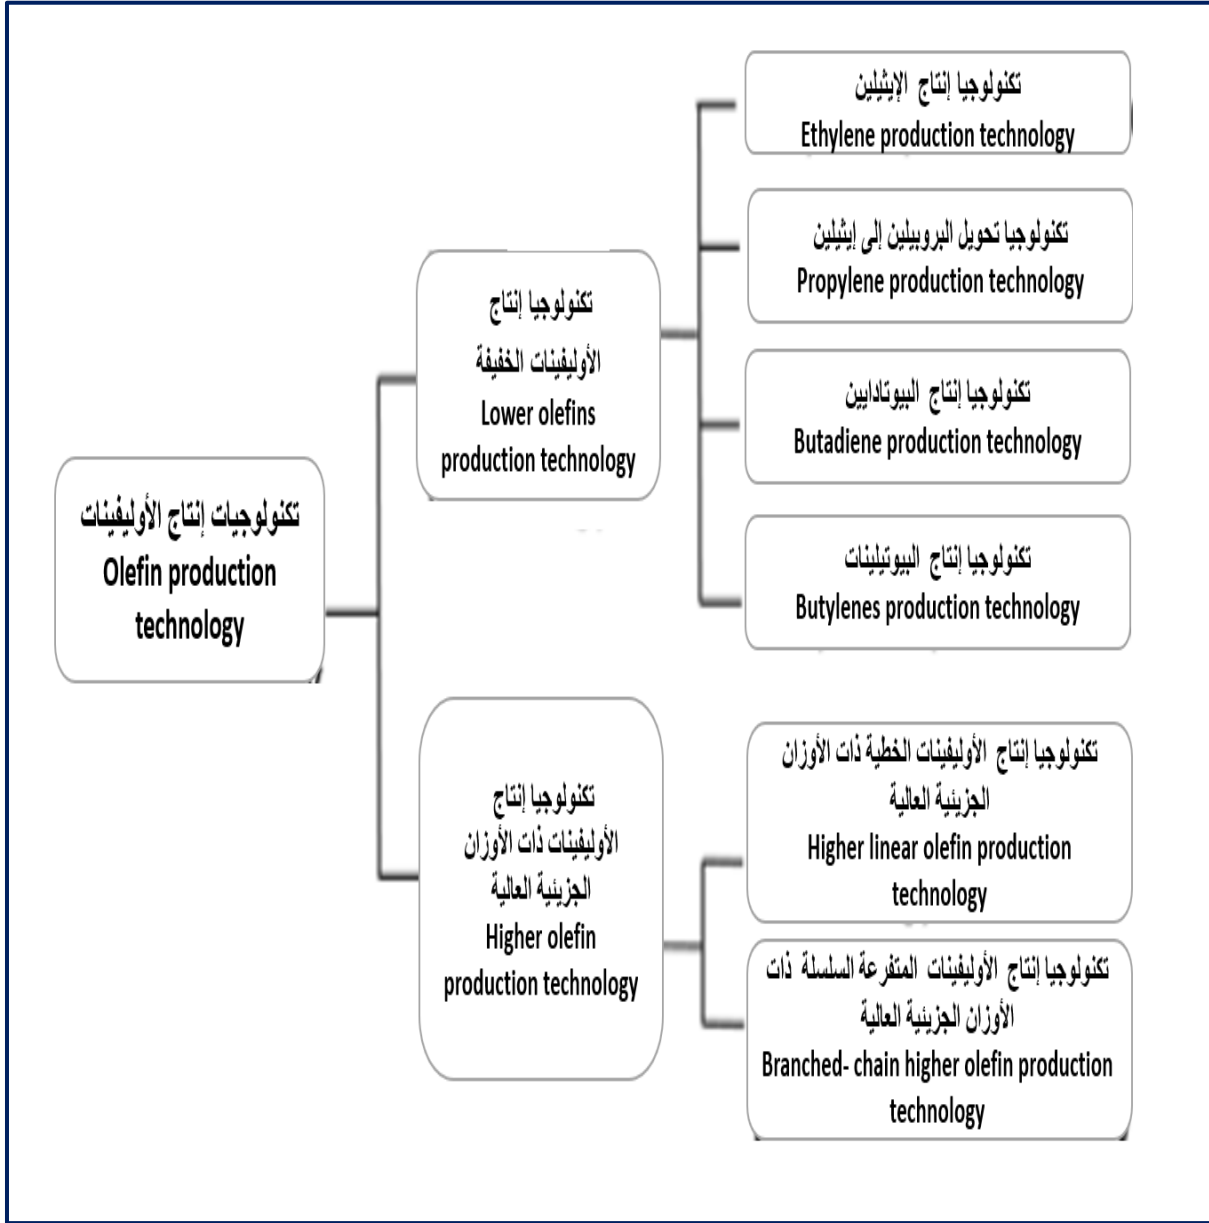 تكنولوجيات إنتاج الأوليفينات
Olefin production
technology
تكنولوجيا إنتاج
الأوليفينات الخفيفة
Lower olefins
production technology
تكنولوجيا إنتاج الإيثيلين
Ethylene production technology
تكنولوجيا تحويل البروبيلين إلى إيثيلين
Propylene production technology
تكنولوجيا إنتاج البيوتادايين
Butadiene production technology
تكنولوجيا إنتاج البيوتيلينات
Butylenes production technology
تكنولوجيا إنتاج
الأوليفينات ذات الأوزان
الجزيئية العالية
Higher olefin
production technology
تكنولوجيا إنتاج الأوليفينات الخطية ذات الأوزان
الجزيئية العالية
Higher linear olefin production
technology
تكنولوجيا إنتاج الأوليفينات المتفرعة السلسلة ذات
الأوزان الجزيئية العالية
Branched- chain higher olefin production
technology